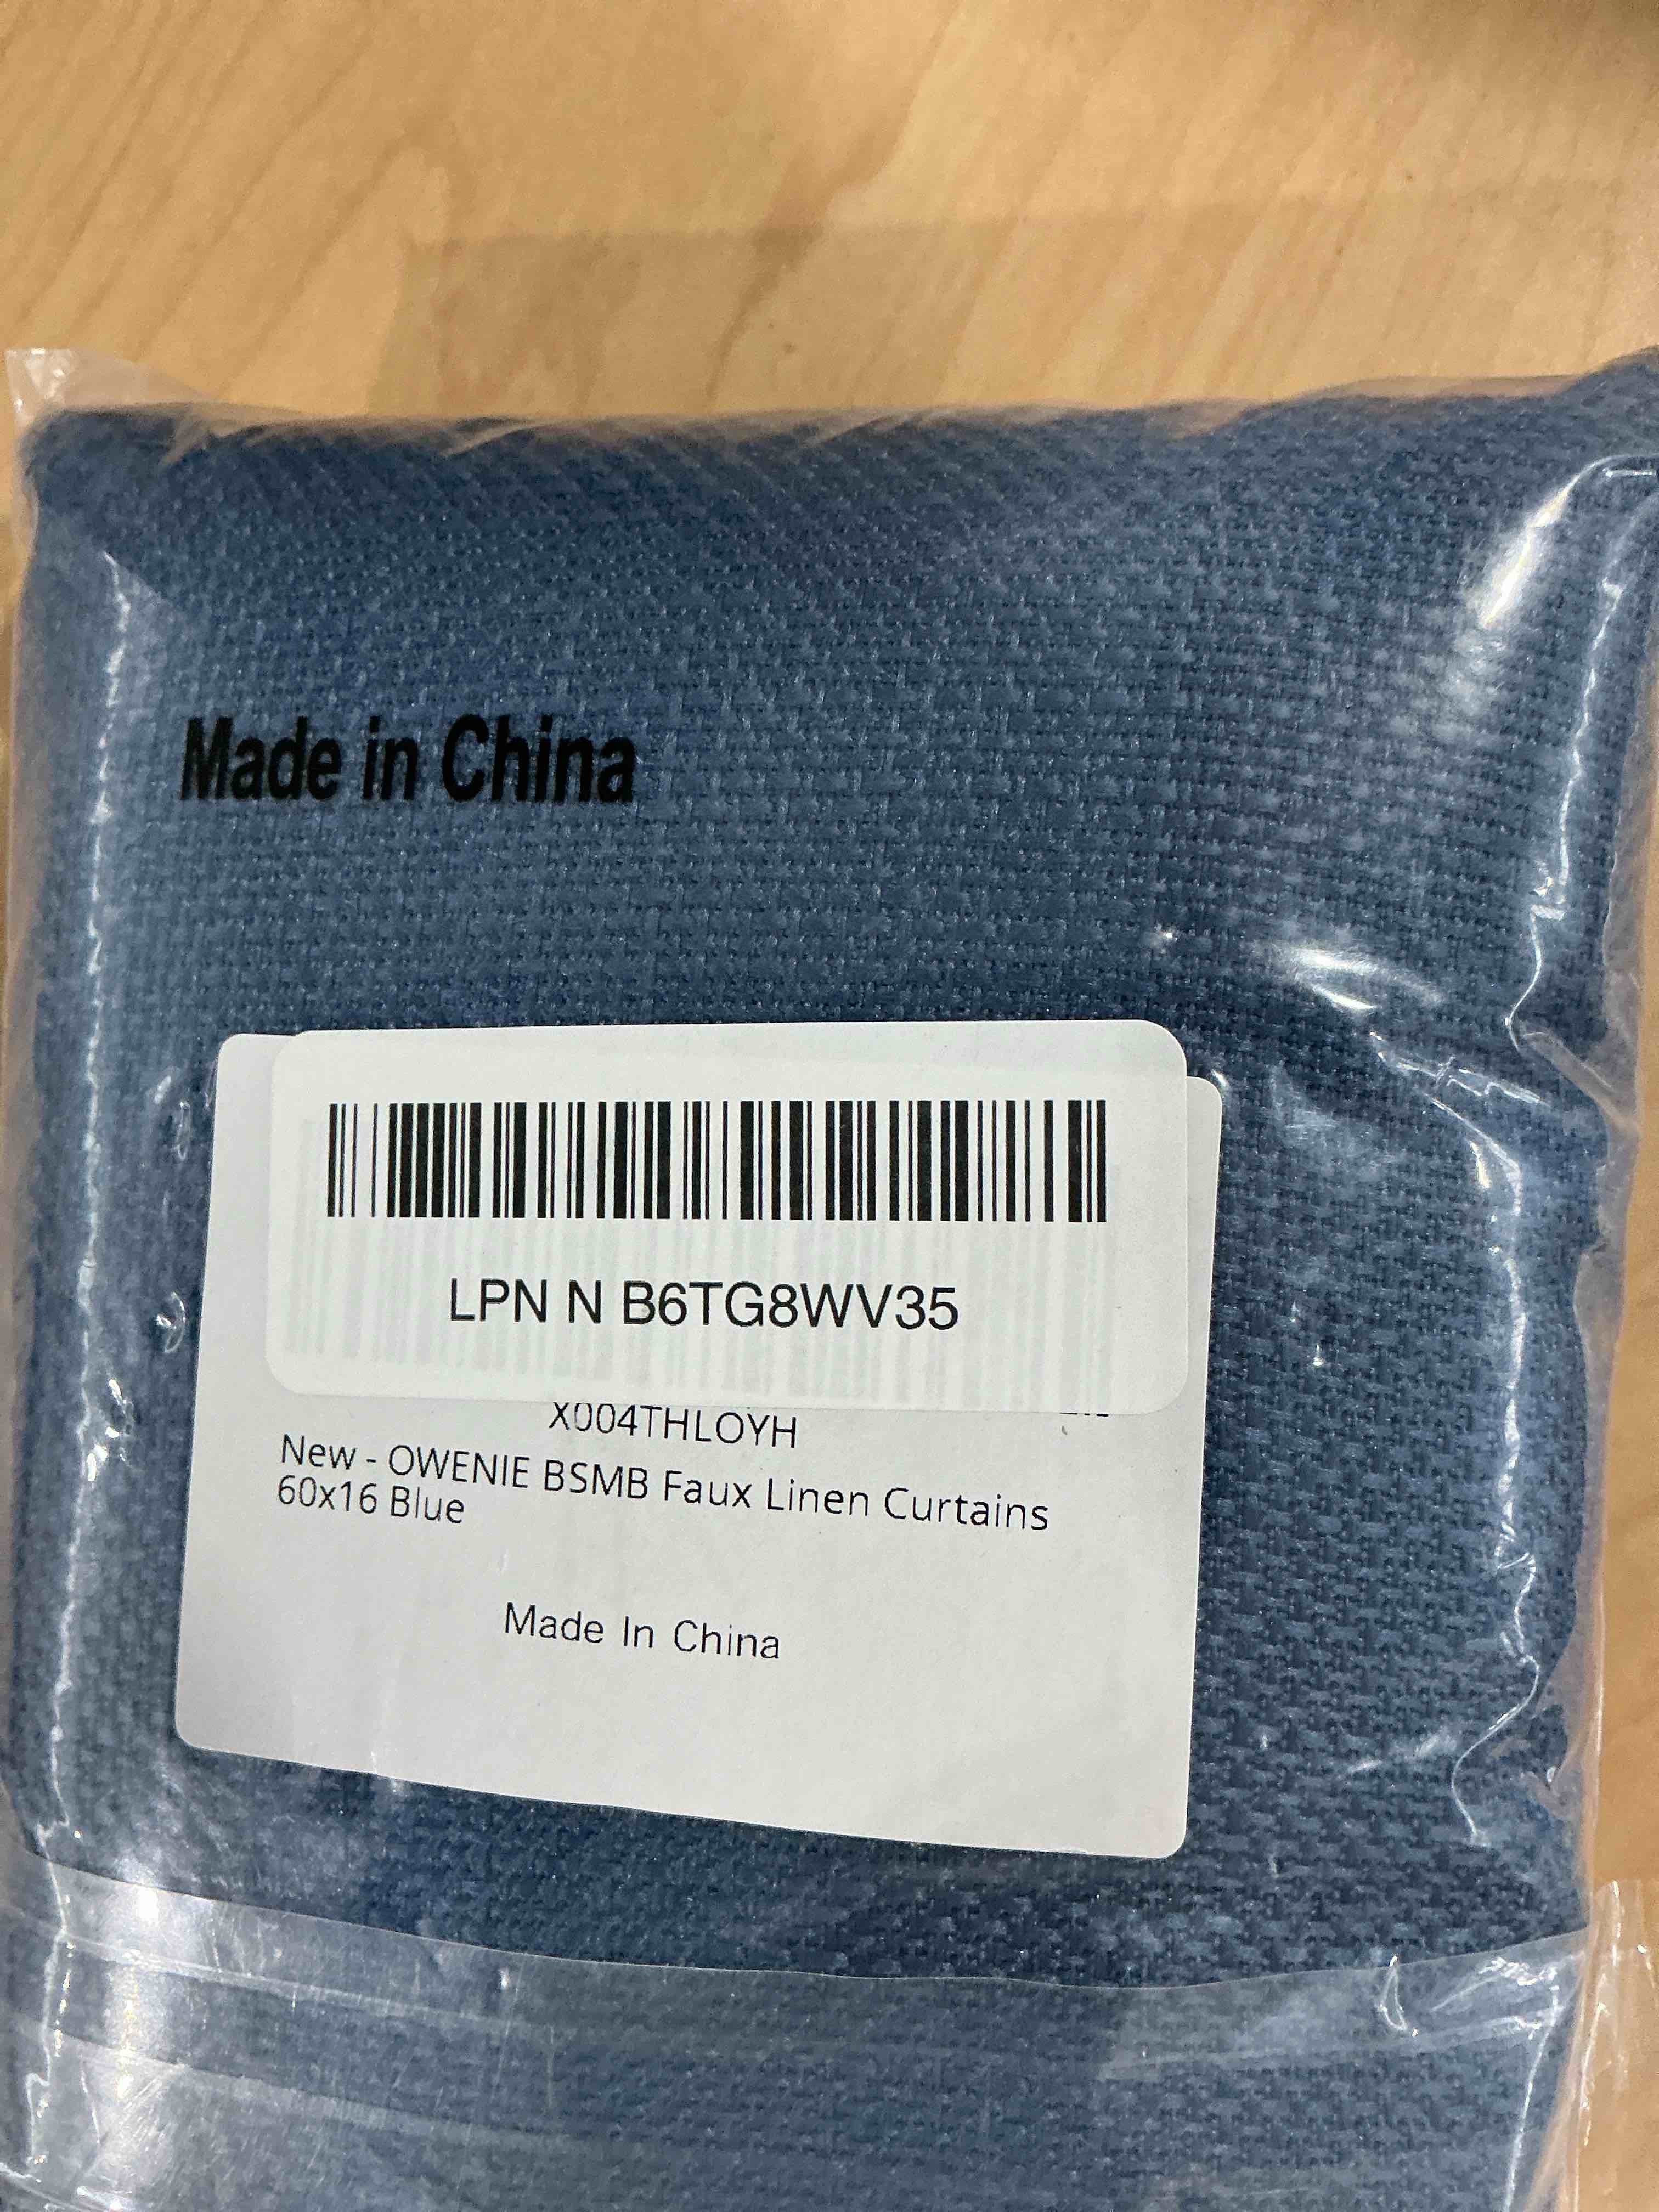 Made in China
LPN N B6TG8WV35
X004THLOYH
New - OWENIE BSMB Faux Linen Curtains
60x16 Blue
Made In China